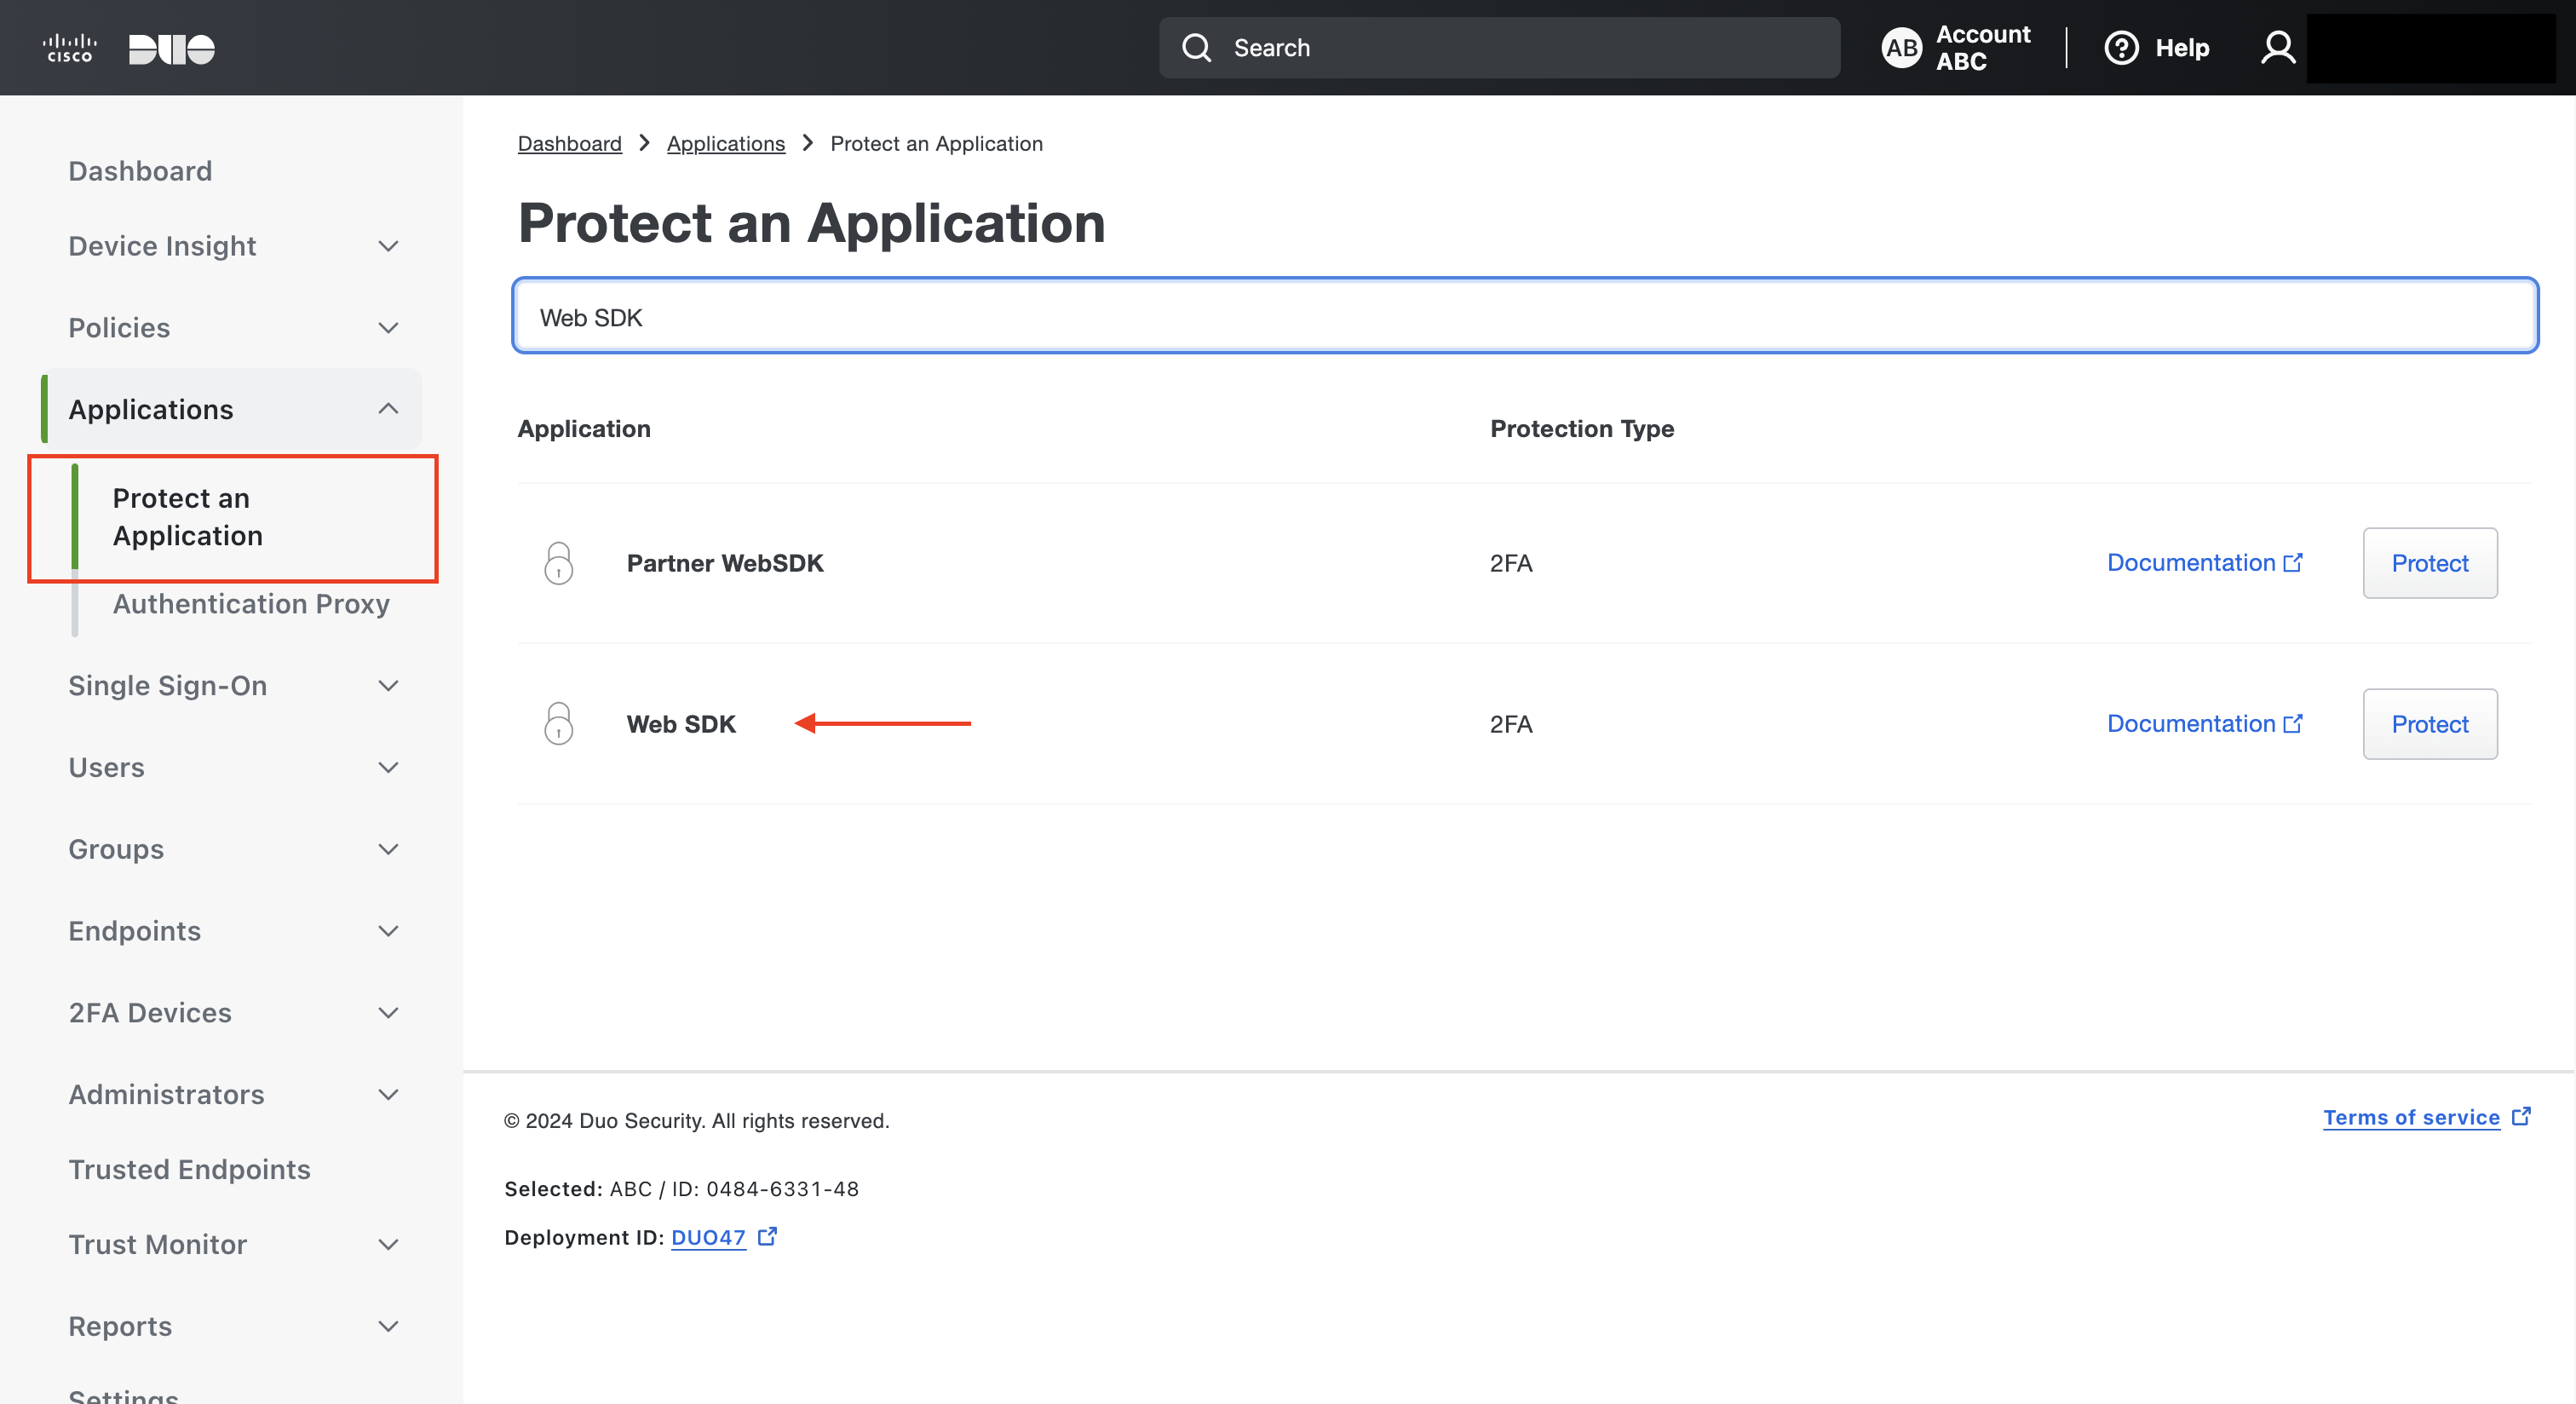 CISCO DUO
Search
AB
Account
ABC
Help
Dashboard
Device Insight
Policies
Applications
Protect an
Application
Authentication Proxy
Single Sign-On
Users
Groups
Endpoints
2FA Devices
Administrators
Trusted Endpoints
Trust Monitor
Reports
Settings
Dashboard > Applications > Protect an Application
Protect an Application
Web SDK
Application Protection Type
Partner WebSDK 2FA Documentation Protect
Web SDK 2FA Documentation Protect
© 2024 Duo Security. All rights reserved.
Terms of service
Selected: ABC / ID: 0484-6331-48
Deployment ID: DUO47